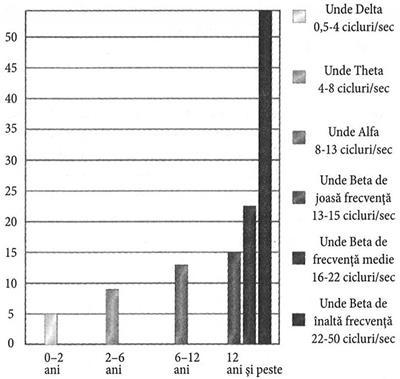 50
45
40
35
30
25
20
15
10
5
0
0–2
ani
2–6
ani
6–12
ani
12
ani și peste
Unde Delta
0,5-4 cicluri/sec
Unde Theta
4-8 cicluri/sec
Unde Alfa
8-13 cicluri/sec
Unde Beta de
joasă frecvență
13-15 cicluri/sec
Unde Beta de
frecvență medie
16-22 cicluri/sec
Unde Beta de
înaltă frecvență
22-50 cicluri/sec